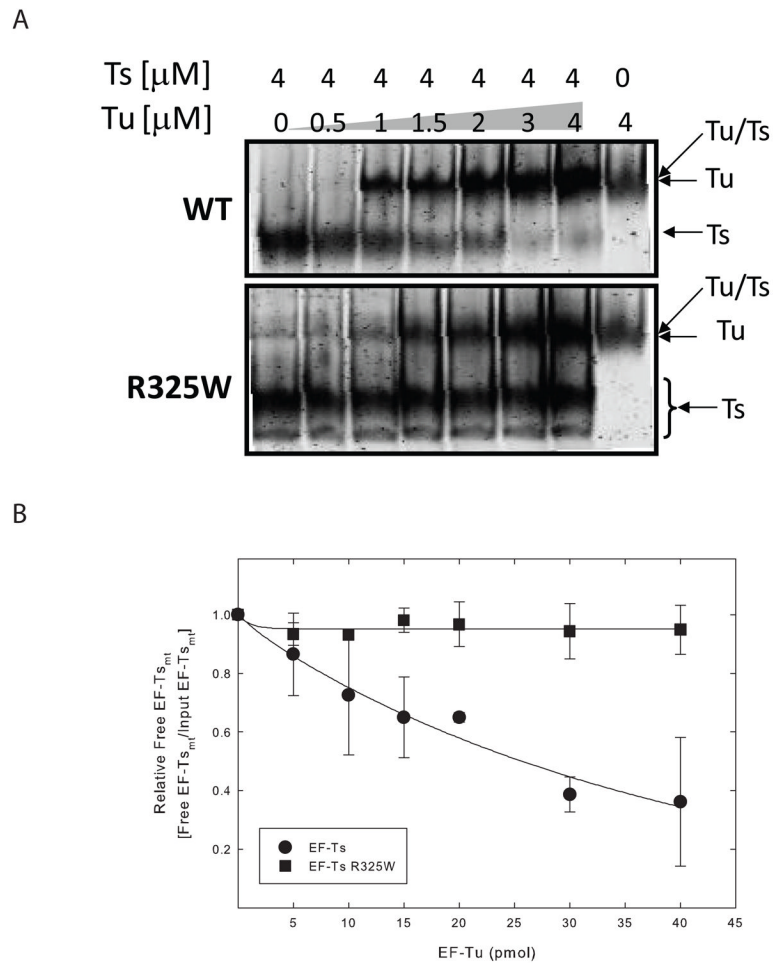 A
Ts [μM] 4 4 4 4 4 4 4 0
Tu [μM] 0 0.5 1 1.5 2 3 4 4
WT
Tu/Ts
Tu
Ts
R325W
Tu/Ts
Tu
Ts
B
Relative Free EF-Tsmt
[Free EF-Tsmt/Input EF-Tsmt]
1.0
0.8
0.6
0.4
0.2
EF-Ts
EF-Ts R325W
5 10 15 20 25 30 35 40 45
EF-Tu (pmol)